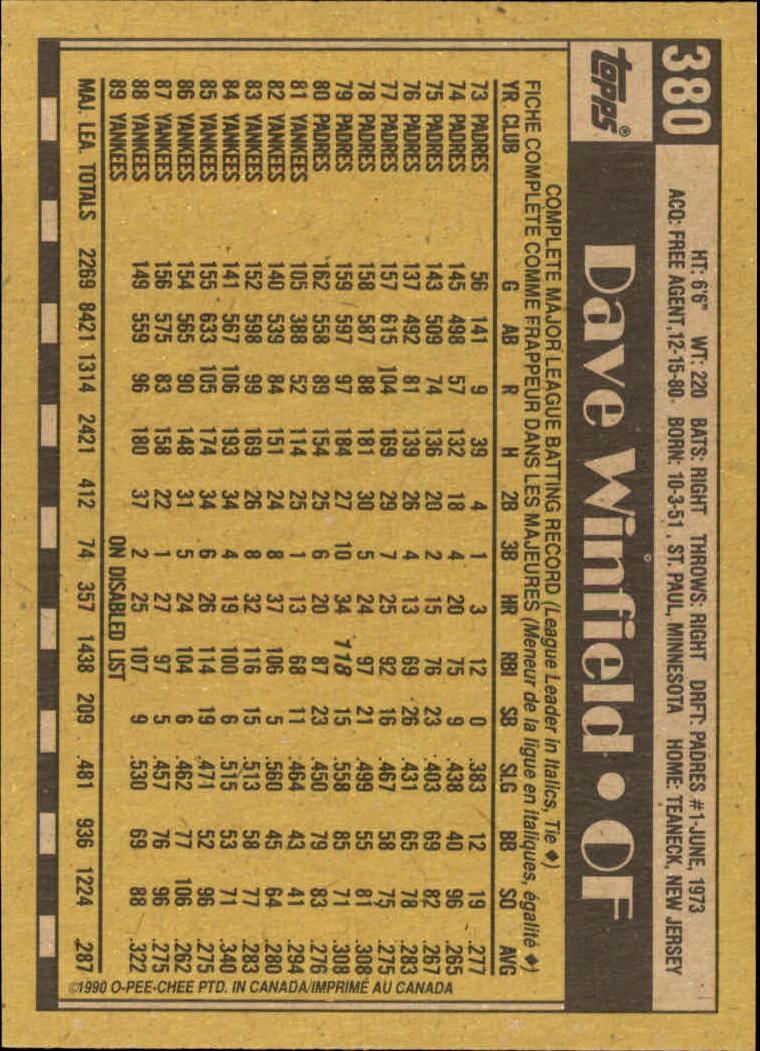 380
HT: 6'6" WT: 220 BATS: RIGHT THROWS: RIGHT DRFT: PADRES #1-JUNE, 1973
ACQ: FREE AGENT, 12-15-80 BORN: 10-3-51, ST. PAUL, MINNESOTA HOME: TEANECK, NEW JERSEY
topps®
Dave Winfield • OF
COMPLETE MAJOR LEAGUE BATTING RECORD (League Leader in Italics, Tie ♦)
FICHE COMPLÈTE COMME FRAPPEUR DANS LES MAJEURES (Meneur de la ligue en italiques, égalité ♦)
YR CLUB G AB R H 2B 3B HR RBI SB SLG BB SO AVG
73 PADRES 56 141 9 39 4 1 3 12 0 .383 12 19 .277
74 PADRES 145 498 57 132 18 4 20 75 9 .438 40 96 .265
75 PADRES 143 509 74 136 20 2 15 76 23 .403 69 82 .267
76 PADRES 137 492 81 139 26 4 13 69 26 .431 65 78 .283
77 PADRES 157 615 104 169 29 7 25 92 16 .467 58 75 .275
78 PADRES 158 587 88 181 30 5 24 97 21 .499 55 81 .308
79 PADRES 159 597 97 184 27 10 34 118 15 .558 85 71 .308
80 PADRES 162 558 89 154 25 6 20 87 23 .450 79 83 .276
81 YANKEES 105 388 52 114 25 1 13 68 11 .464 43 41 .294
82 YANKEES 140 539 84 151 24 8 37 106 5 .560 45 64 .280
83 YANKEES 152 598 99 169 26 8 32 116 15 .513 58 77 .283
84 YANKEES 141 567 106 193 34 4 19 100 6 .515 53 71 .340
85 YANKEES 155 633 105 174 34 6 26 114 19 .471 52 96 .275
86 YANKEES 154 565 90 148 31 5 24 104 6 .462 77 106 .262
87 YANKEES 156 575 83 158 22 1 27 97 5 .457 76 96 .275
88 YANKEES 149 559 96 180 37 2 25 107 9 .530 69 88 .322
89 YANKEES ON DISABLED LIST
MAJ. LEA. TOTALS 2269 8421 1314 2421 412 74 357 1438 209 .481 936 1224 .287
©1990 O-PEE-CHEE PTD. IN CANADA/IMPRIMÉ AU CANADA